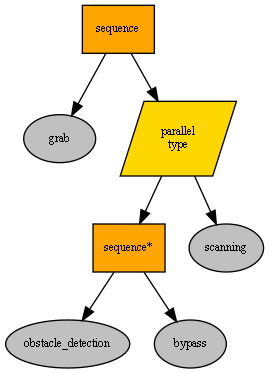 sequence
grab
parallel
type
sequence*
scanning
obstacle_detection
bypass